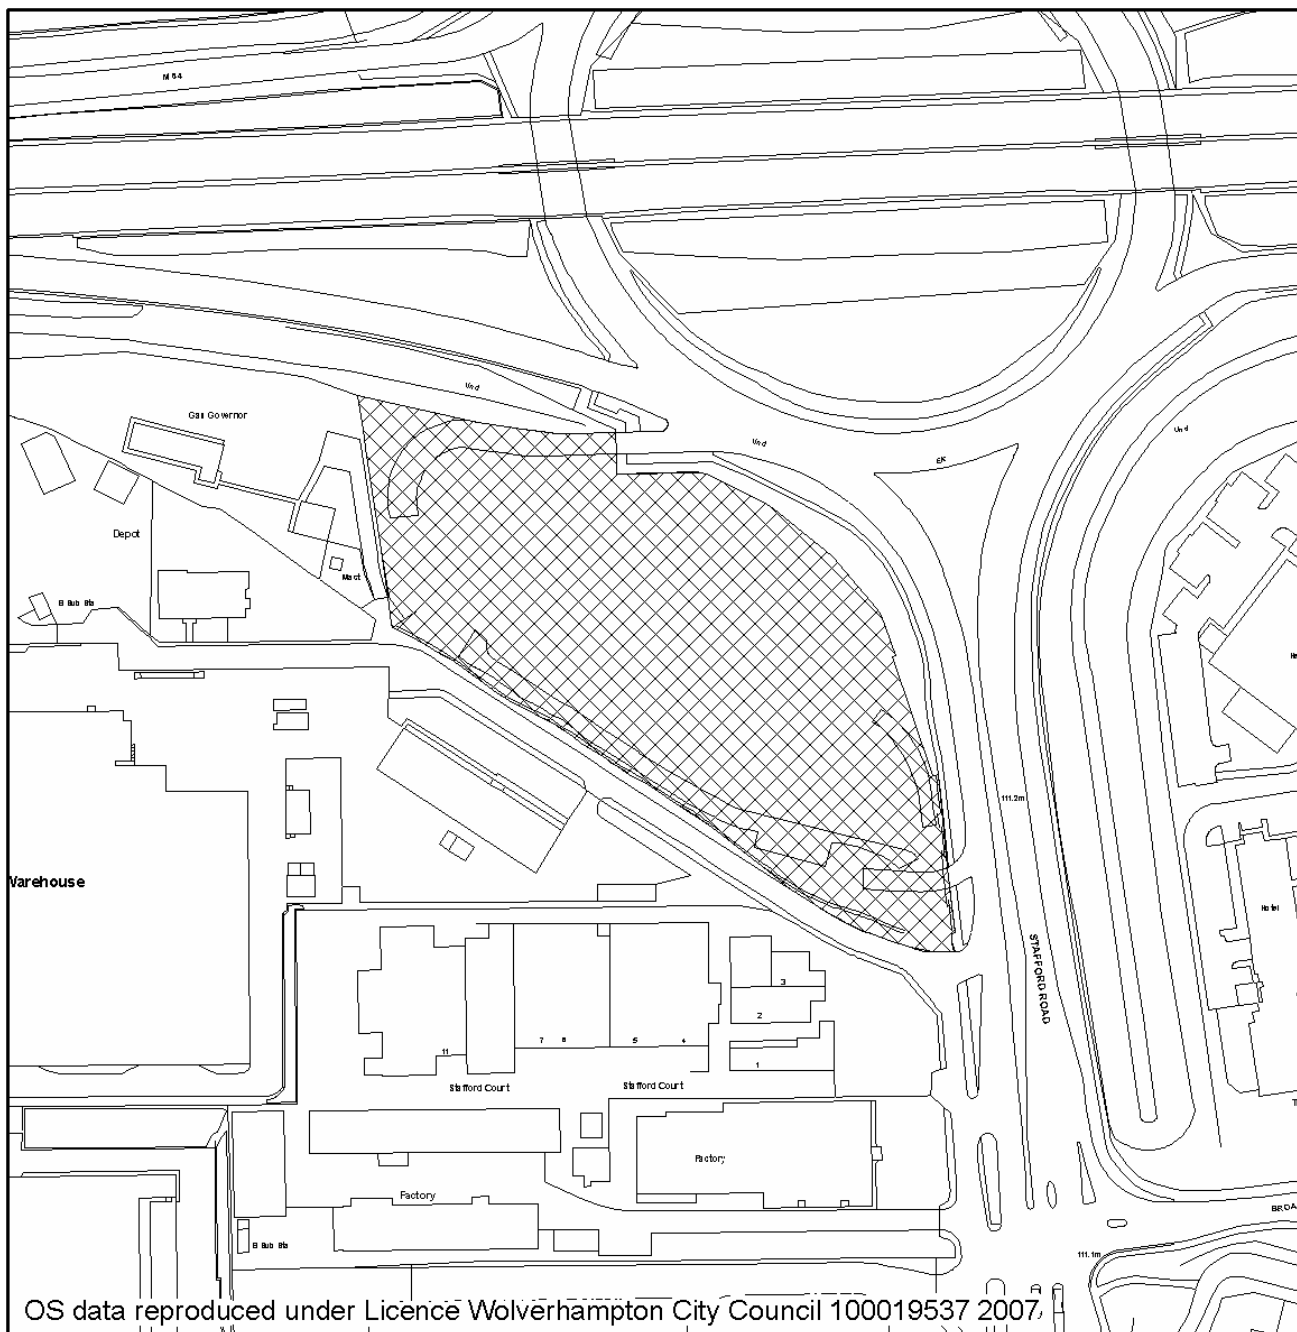 M 54
Und
Gas Governor
Und
Und
EK
Depot
Mast
El Sub Sta
111.2m
Warehouse
Hotel
STAFFORD ROAD
3
2
11
7
8
5
4
1
Stafford Court
Stafford Court
Factory
Factory
BROA
El Sub Sta
111.1m
OS data reproduced under Licence Wolverhampton City Council 100019537 2007